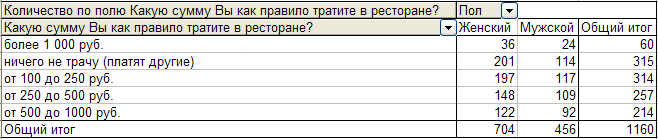 Количество по полю Какую сумму Вы как правило тратите в ресторане? Пол
Какую сумму Вы как правило тратите в ресторане? Женский Мужской Общий итог
более 1 000 руб. 36 24 60
ничего не трачу (платят другие) 201 114 315
от 100 до 250 руб. 197 117 314
от 250 до 500 руб. 148 109 257
от 500 до 1000 руб. 122 92 214
Общий итог 704 456 1160